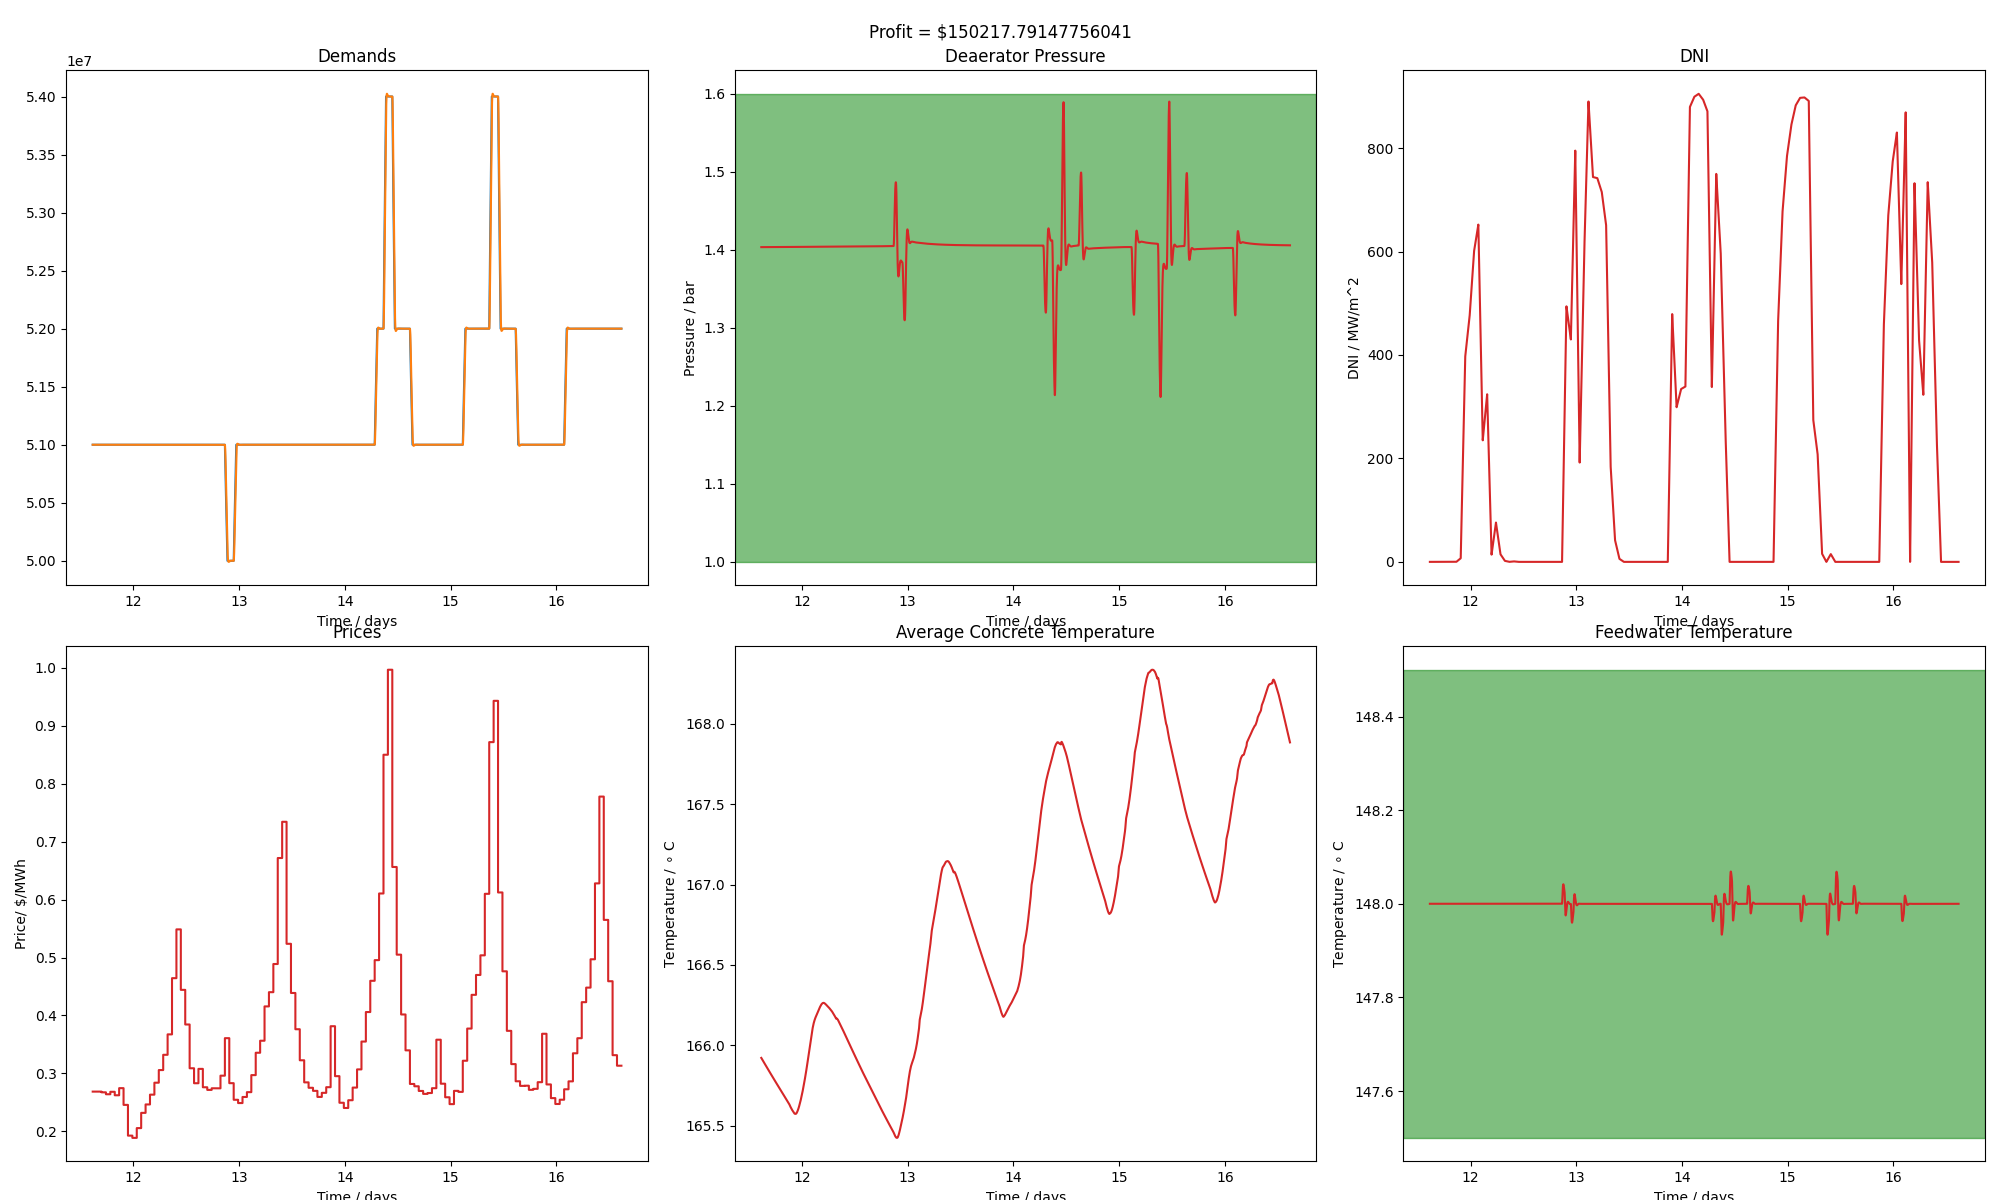 Profit = $150217.79147756041
Demands
1e7
5.40
5.35
5.30
5.25
5.20
5.15
5.10
5.05
5.00
12 13 14 15 16
Time / days
Deaerator Pressure
Pressure / bar
1.6
1.5
1.4
1.3
1.2
1.1
1.0
12 13 14 15 16
Time / days
DNI
DNI / MW/m^2
800
600
400
200
0
12 13 14 15 16
Time / days
Prices
Price/ $/MWh
1.0
0.9
0.8
0.7
0.6
0.5
0.4
0.3
0.2
12 13 14 15 16
Time / days
Average Concrete Temperature
Temperature / ∘ C
168.0
167.5
167.0
166.5
166.0
165.5
12 13 14 15 16
Time / days
Feedwater Temperature
Temperature / ∘ C
148.4
148.2
148.0
147.8
147.6
12 13 14 15 16
Time / days